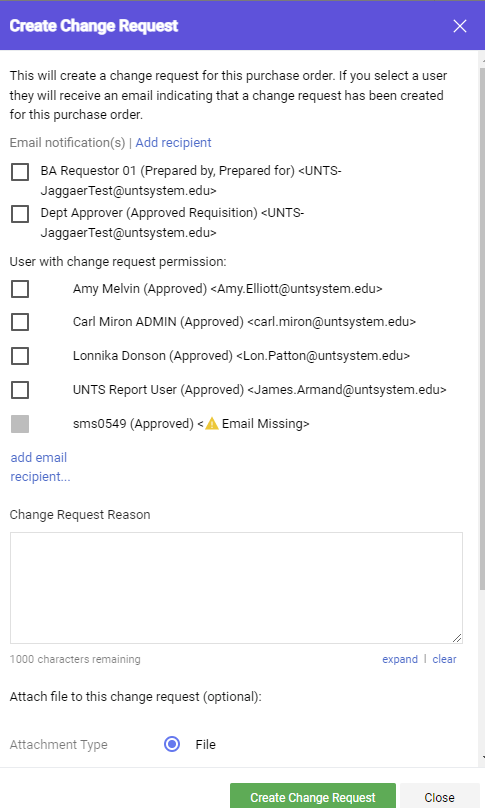 Create Change Request
This will create a change request for this purchase order. If you select a user
they will receive an email indicating that a change request has been created
for this purchase order.
Email notification(s) | Add recipient
BA Requestor 01 (Prepared by, Prepared for) <UNTS-
JaggaerTest@untsystem.edu>
Dept Approver (Approved Requisition) <UNTS-
JaggaerTest@untsystem.edu>
User with change request permission:
Amy Melvin (Approved) <Amy.Elliott@untsystem.edu>
Carl Miron ADMIN (Approved) <carl.miron@untsystem.edu>
Lonnika Donson (Approved) <Lon.Patton@untsystem.edu>
UNTS Report User (Approved) <James.Armand@untsystem.edu>
sms0549 (Approved) < Email Missing>
add email
recipient...
Change Request Reason
1000 characters remaining expand | clear
Attach file to this change request (optional):
Attachment Type File
Create Change Request Close